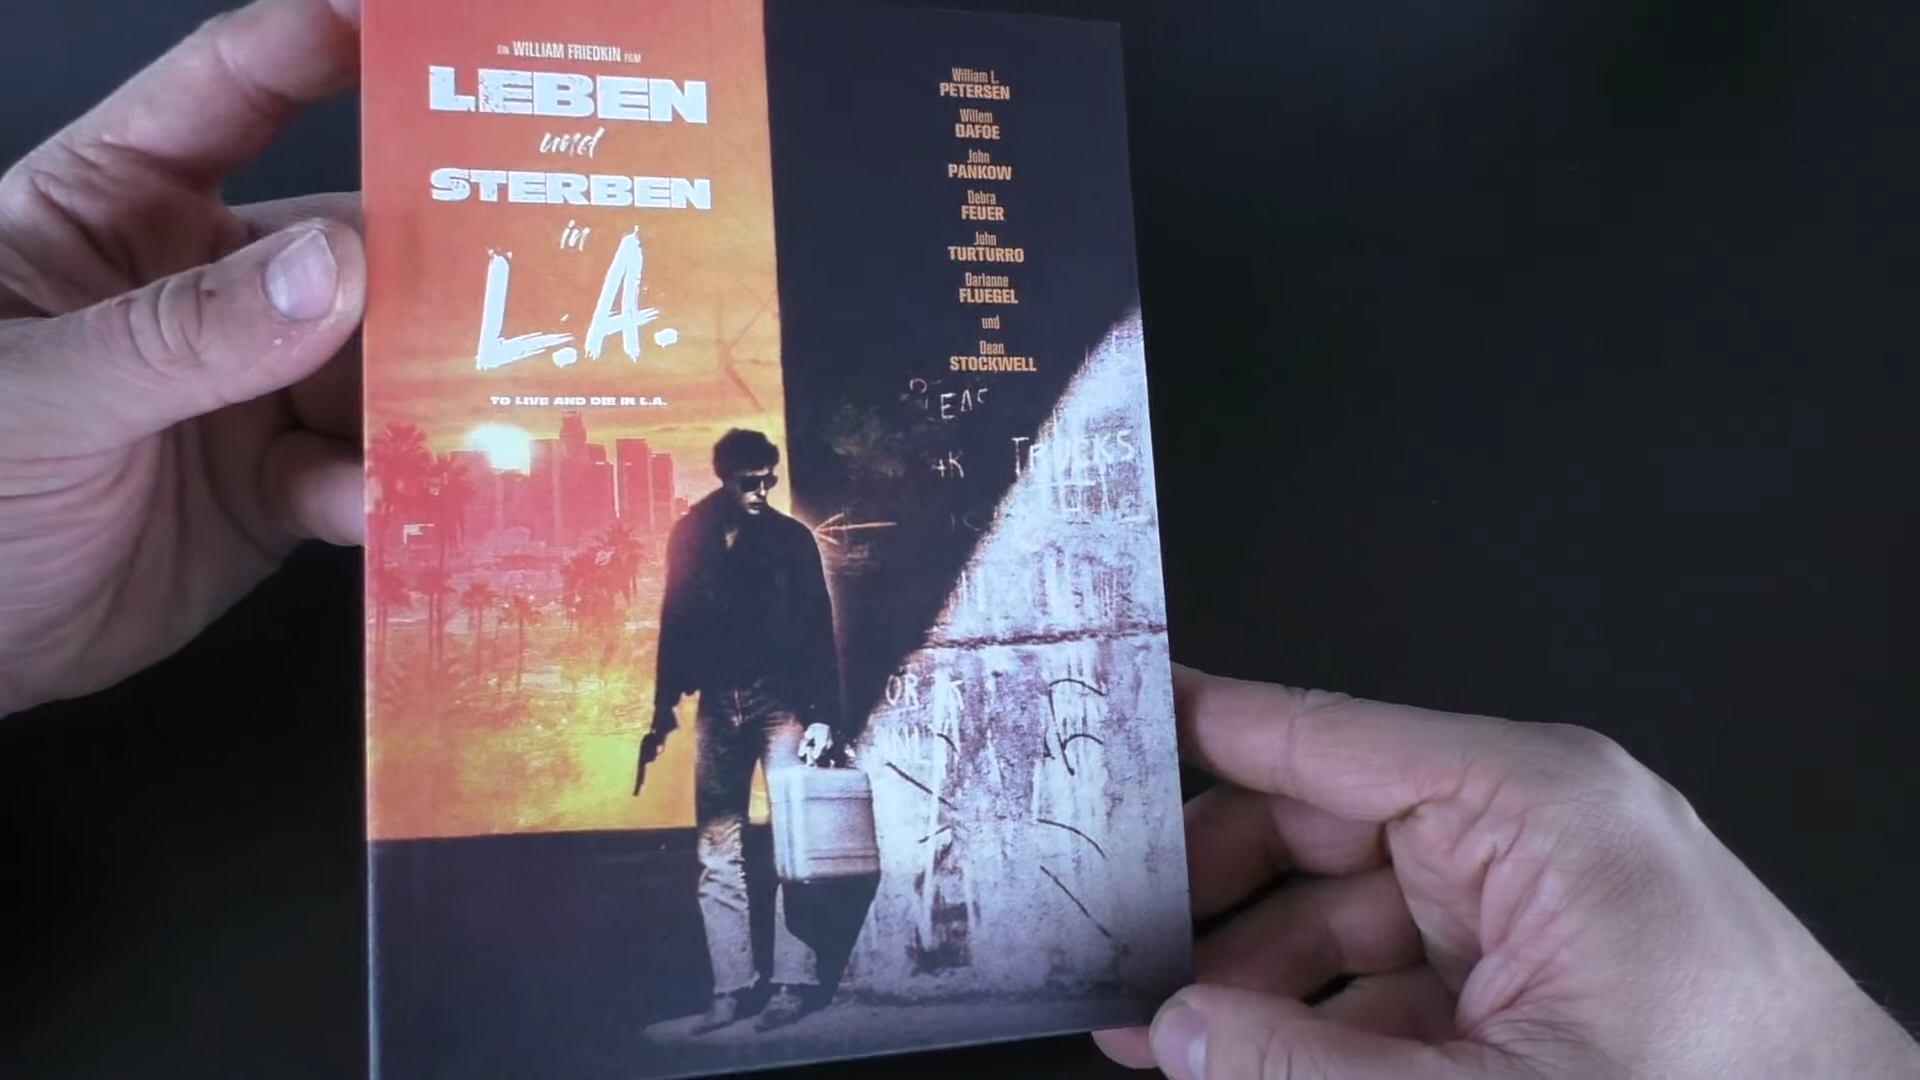 EIN WILLIAM FRIEDKIN FILM
LEBEN
und
STERBEN
in
L.A.
TO LIVE AND DIE IN L.A.
William L.
PETERSEN
Willem
DAFOE
John
PANKOW
Debra
FEUER
John
TURTURRO
Darlanne
FLUEGEL
und
Dean
STOCKWELL
TRUCKS